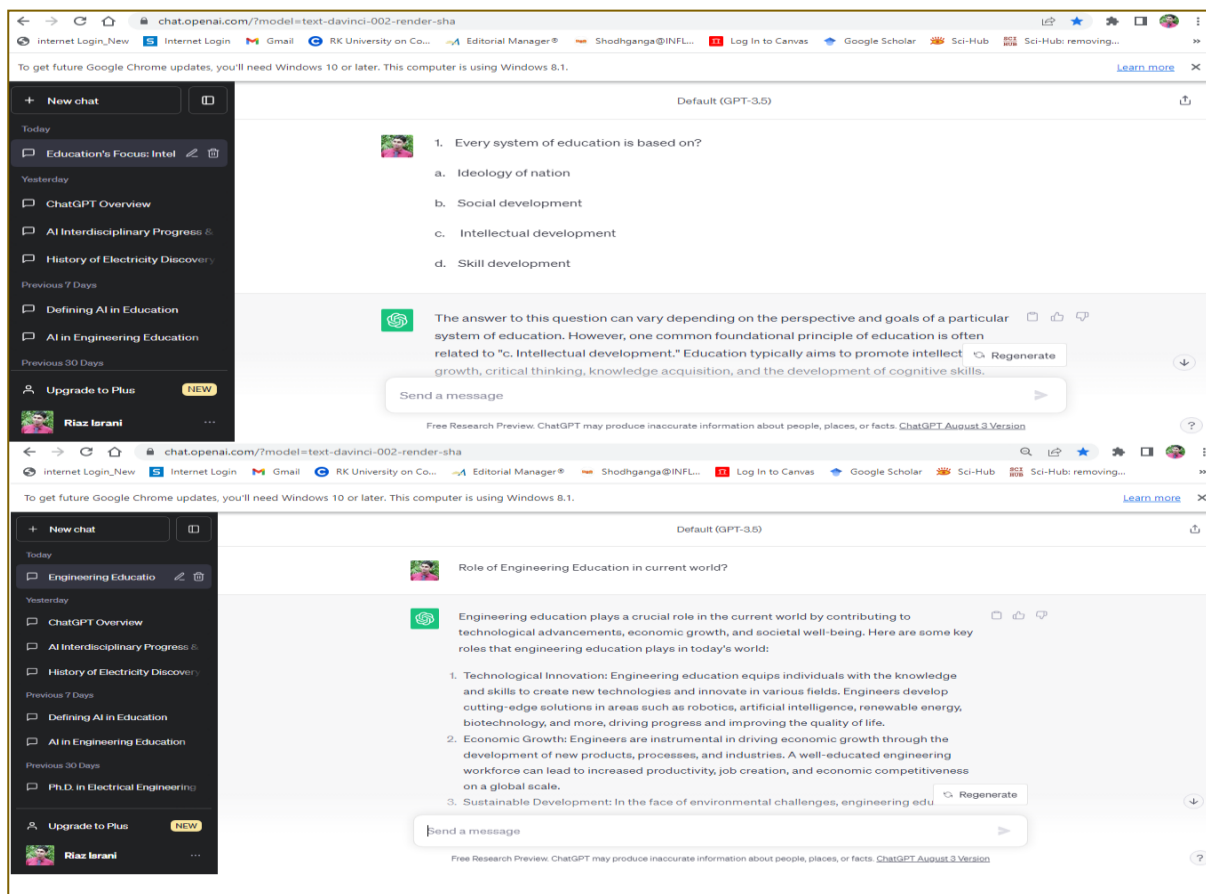 chat.openai.com/?model=text-davinci-002-render-sha
internet Login_New Internet Login Gmail RK University on Co... Editorial Manager® Shodhganga@INFL... Log In to Canvas Google Scholar Sci-Hub Sci-Hub: removing...
To get future Google Chrome updates, you'll need Windows 10 or later. This computer is using Windows 8.1. Learn more
+ New chat
Default (GPT-3.5)
Today
Education's Focus: Intel
Yesterday
ChatGPT Overview
AI Interdisciplinary Progress &
History of Electricity Discovery
Previous 7 Days
Defining AI in Education
AI in Engineering Education
Previous 30 Days
Upgrade to Plus NEW
Riaz Israni ...
1. Every system of education is based on?
a. Ideology of nation
b. Social development
c. Intellectual development
d. Skill development
The answer to this question can vary depending on the perspective and goals of a particular
system of education. However, one common foundational principle of education is often
related to "c. Intellectual development." Education typically aims to promote intellect
growth, critical thinking, knowledge acquisition, and the development of cognitive skills.
Regenerate
Send a message
Free Research Preview. ChatGPT may produce inaccurate information about people, places, or facts. ChatGPT August 3 Version
?
chat.openai.com/?model=text-davinci-002-render-sha
internet Login_New Internet Login Gmail RK University on Co... Editorial Manager® Shodhganga@INFL... Log In to Canvas Google Scholar Sci-Hub SCI HUB Sci-Hub: removing...
To get future Google Chrome updates, you'll need Windows 10 or later. This computer is using Windows 8.1. Learn more
+ New chat
Default (GPT-3.5)
Today
Engineering Educatio
Yesterday
ChatGPT Overview
AI Interdisciplinary Progress &
History of Electricity Discovery
Previous 7 Days
Defining AI in Education
AI in Engineering Education
Previous 30 Days
Ph.D. in Electrical Engineering
Upgrade to Plus NEW
Riaz Israni ...
Role of Engineering Education in current world?
Engineering education plays a crucial role in the current world by contributing to
technological advancements, economic growth, and societal well-being. Here are some key
roles that engineering education plays in today's world:
1. Technological Innovation: Engineering education equips individuals with the knowledge
and skills to create new technologies and innovate in various fields. Engineers develop
cutting-edge solutions in areas such as robotics, artificial intelligence, renewable energy,
biotechnology, and more, driving progress and improving the quality of life.
2. Economic Growth: Engineers are instrumental in driving economic growth through the
development of new products, processes, and industries. A well-educated engineering
workforce can lead to increased productivity, job creation, and economic competitiveness
on a global scale.
3. Sustainable Development: In the face of environmental challenges, engineering edu
Regenerate
Send a message
Free Research Preview. ChatGPT may produce inaccurate information about people, places, or facts. ChatGPT August 3 Version
?